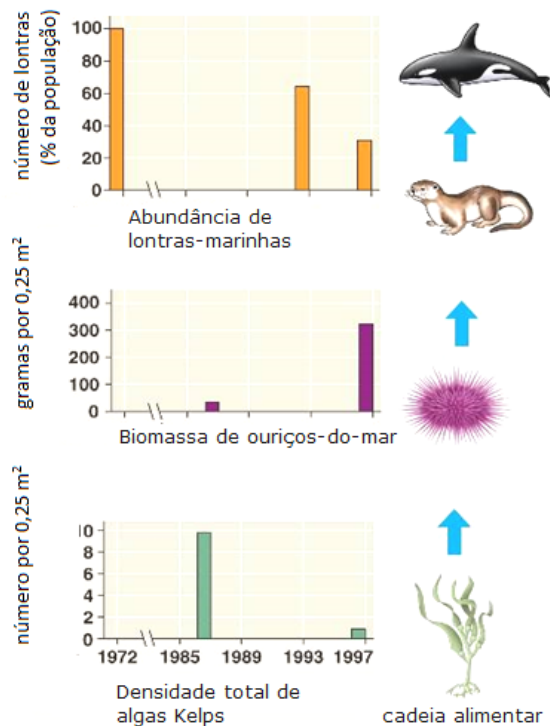 número de lontras
(% da população)
100
80
60
40
20
0
Abundância de
lontras-marinhas
gramas por 0,25 m²
400
300
200
100
0
Biomassa de ouriços-do-mar
número por 0,25 m²
10
8
6
4
2
0
1972 1985 1989 1993 1997
Densidade total de
algas Kelps
cadeia alimentar